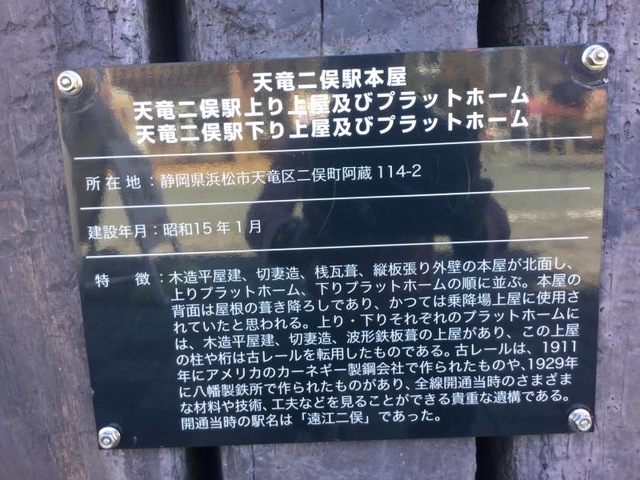 天竜二俣駅本屋
天竜二俣駅上り上屋及びプラットホーム
天竜二俣駅下り上屋及びプラットホーム
所在地：静岡県浜松市天竜区二俣町阿蔵114-2
建設年月：昭和15年1月
特　徴：木造平屋建、切妻造、桟瓦葺、縦板張り外壁の本屋が北面し、
上りプラットホーム、下りプラットホームの順に並ぶ。本屋の
背面は屋根の葺き降ろしであり、かつては乗降場上屋に使用さ
れていたと思われる。上り・下りそれぞれのプラットホームに
は、木造平屋建、切妻造、波形鉄板葺の上屋があり、この上屋
の柱や桁は古レールを転用したものである。古レールは、1911
年にアメリカのカーネギー製鋼会社で作られたものや、1929年
に八幡製鉄所で作られたものがあり、全線開通当時のさまざま
な材料や技術、工夫などを見ることができる貴重な遺構である。
開通当時の駅名は「遠江二俣」であった。